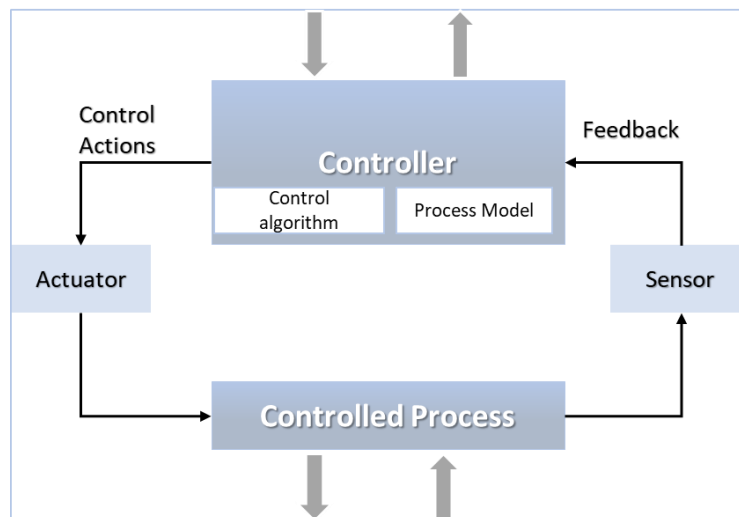 Control
Actions
Feedback
Controller
Control
algorithm
Process Model
Actuator
Sensor
Controlled Process